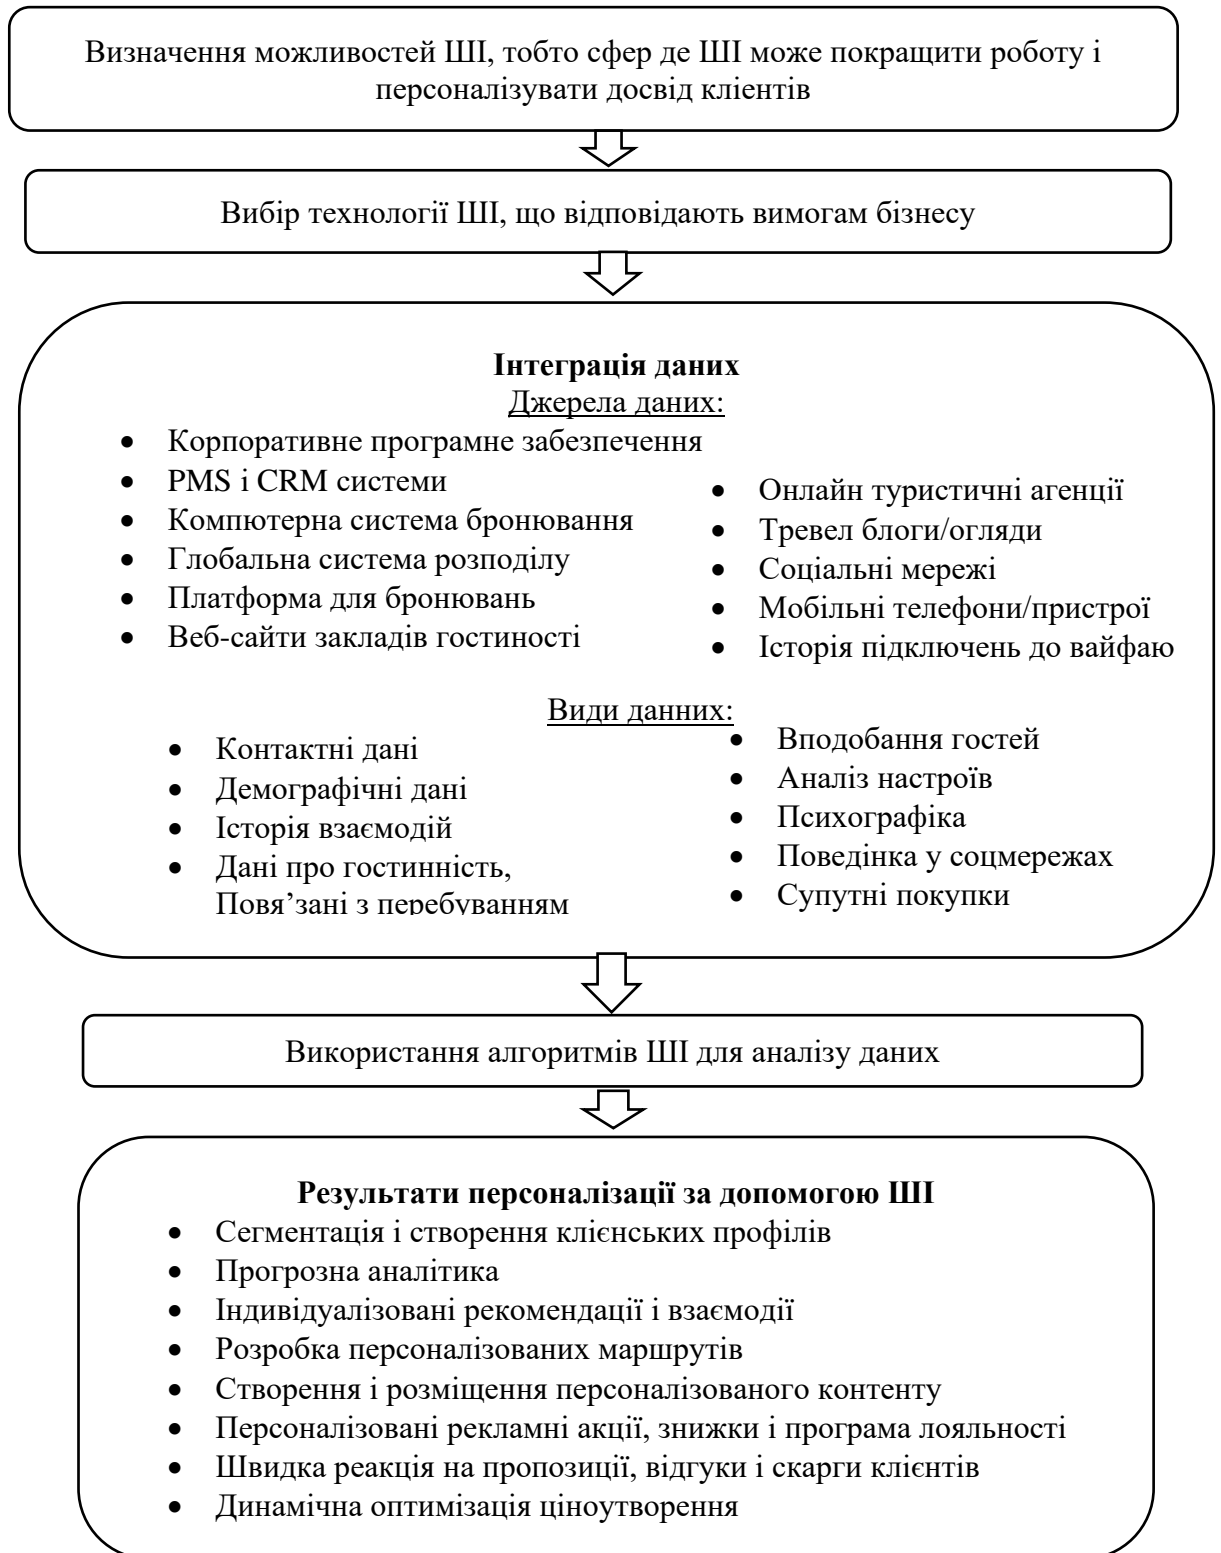 Визначення можливостей ШІ, тобто сфер де ШІ може покращити роботу і
персоналізувати досвід кліентів
Вибір технології ШІ, що відповідають вимогам бізнесу
Інтеграція даних
Джерела даних:
• Корпоративне програмне забезпечення
• PMS і CRM системи
• Компютерна система бронювання
• Глобальна система розподілу
• Платформа для бронювань
• Веб-сайти закладів гостиності
• Онлайн туристичні агенції
• Тревел блоги/огляди
• Соціальні мережі
• Мобільні телефони/пристрої
• Історія підключень до вайфаю
Види данних:
• Контактні дані
• Демографічні дані
• Історія взаємодій
• Дані про гостинність,
Повя’зані з перебуванням
• Вподобання гостей
• Аналіз настроїв
• Психографіка
• Поведінка у соцмережах
• Супутні покупки
Використання алгоритмів ШІ для аналізу даних
Результати персоналізації за допомогою ШІ
• Сегментація і створення клієнських профілів
• Прогрозна аналітика
• Індивідуалізовані рекомендації і взаємодії
• Розробка персоналізованих маршрутів
• Створення і розміщення персоналізованого контенту
• Персоналізовані рекламні акції, знижки і програма лояльності
• Швидка реакція на пропозиції, відгуки і скарги клієнтів
• Динамічна оптимізація ціноутворення